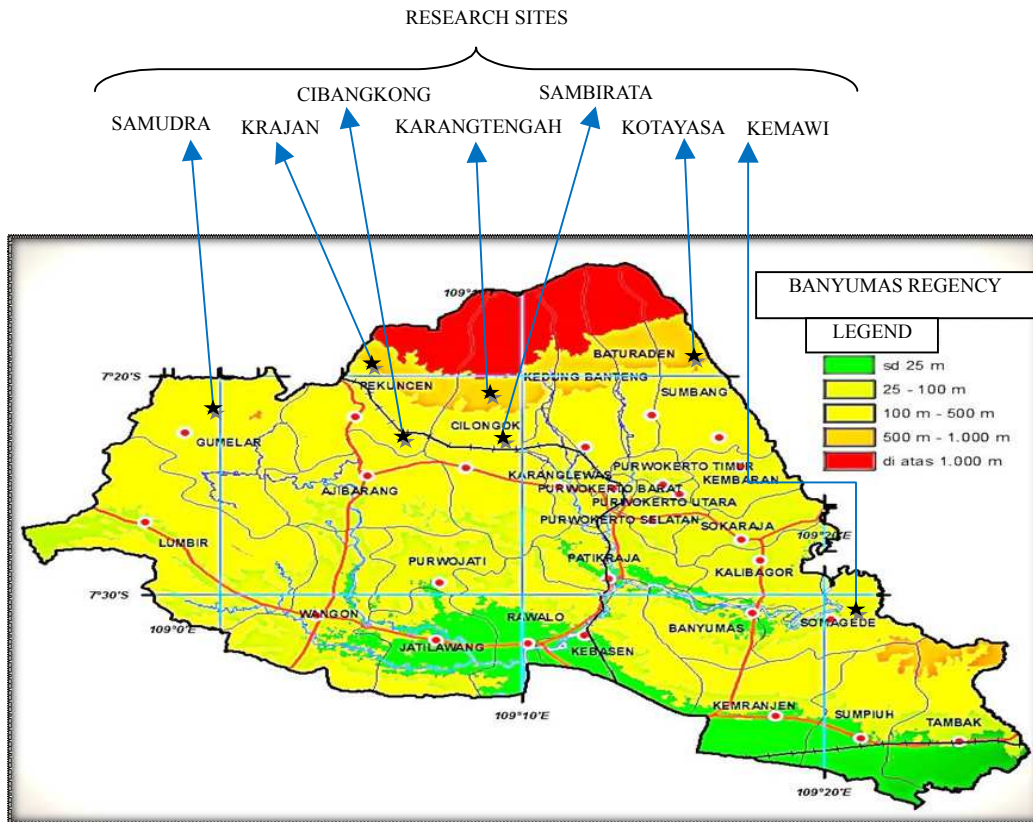 RESEARCH SITES
CIBANGKONG SAMBIRATA
SAMUDRA KRAJAN KARANGTENGAH KOTAYASA KEMAWI
BANYUMAS REGENCY
LEGEND
sd 25 m
25 - 100 m
100 m - 500 m
500 m - 1.000 m
di atas 1.000 m
BATURADEN
7°20'S
PEKUNCEN
KEDUNG BANTENG
SUMBANG
GUMELAR
CILONGOK
AJIBARANG
KARANGLEWAS
PURWOKERTO TIMUR
KEMBARAN
PURWOKERTO BARAT
PURWOKERTO UTARA
PURWOKERTO SELATAN
SOKARAJA
109°20'E
LUMBIR
PURWOJATI
PATIKRAJA
KALIBAGOR
7°30'S
WANGON
RAWALO
BANYUMAS
SOMAGEDE
109°0'E
JATILAWANG
KEBASEN
109°10'E
KEMRANJEN
SUMPIUH
TAMBAK
109°20'E